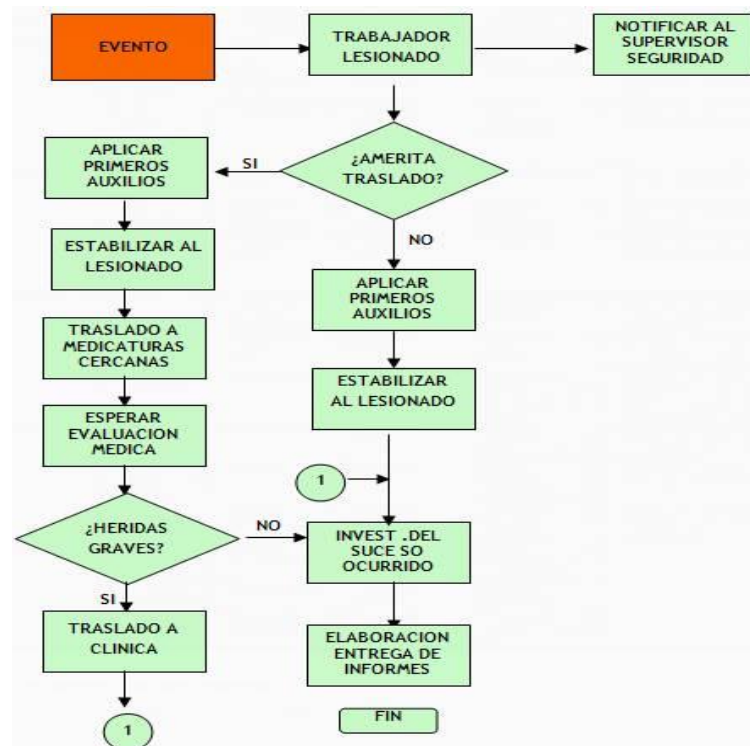 EVENTO
TRABAJADOR
LESIONADO
NOTIFICAR AL
SUPERVISOR
SEGURIDAD
¿AMERITA
TRASLADO?
SI
NO
APLICAR
PRIMEROS
AUXILIOS
ESTABILIZAR AL
LESIONADO
TRASLADO A
MEDICATURAS
CERCANAS
ESPERAR
EVALUACION
MEDICA
¿HERIDAS
GRAVES?
NO
SI
TRASLADO A
CLINICA
1
APLICAR
PRIMEROS
AUXILIOS
ESTABILIZAR
AL LESIONADO
1
INVEST .DEL
SUCE SO
OCURRIDO
ELABORACION
ENTREGA DE
INFORMES
FIN